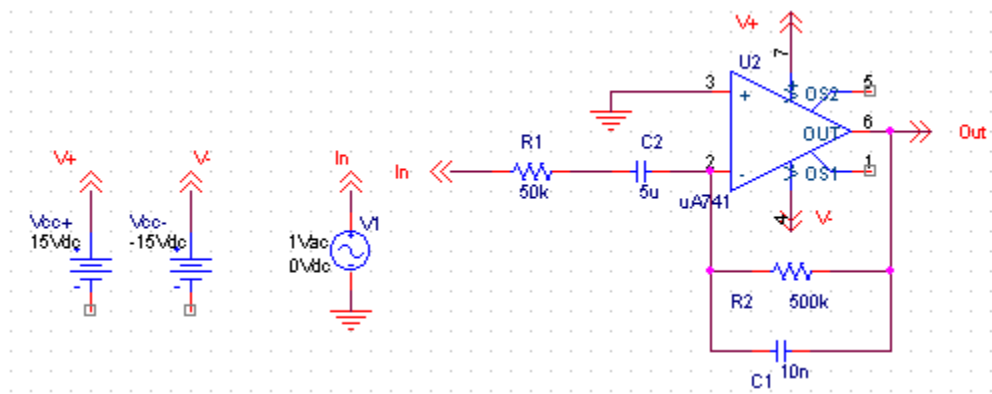 V+
7
U2
3
+
OS2
5
OUT
6
Out
R1
C2
2
-
OS1
1
In
50k
5u
uA741
4
V-
V+
V-
In
Vcc+
15Vdc
Vcc-
-15Vdc
V1
1Vac
0Vdc
+
-
-
R2
500k
C1
10n